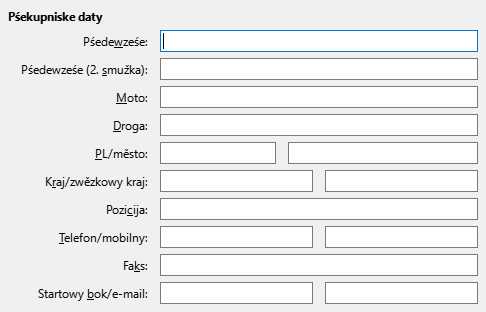 Pśekupniske daty
Pśedewześe:
Pśedewześe (2. smužka):
Moto:
Droga:
PL/město:
Kraj/zwězkowy kraj:
Pozicija:
Telefon/mobilny:
Faks:
Startowy bok/e-mail: